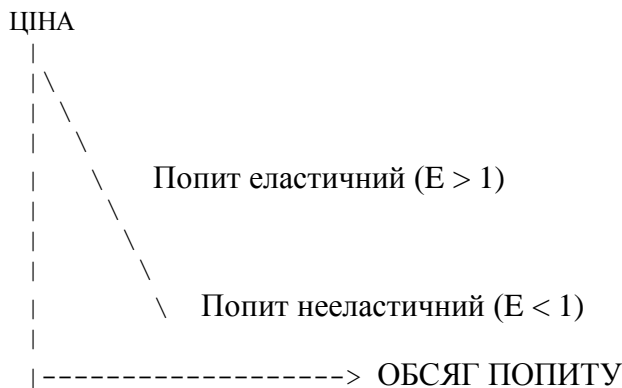 ЦІНА
|
| \
| \
| \
| \ Попит еластичний (E > 1)
| \
| \
| \ Попит нееластичний (E < 1)
|
|-------------------> ОБСЯГ ПОПИТУ